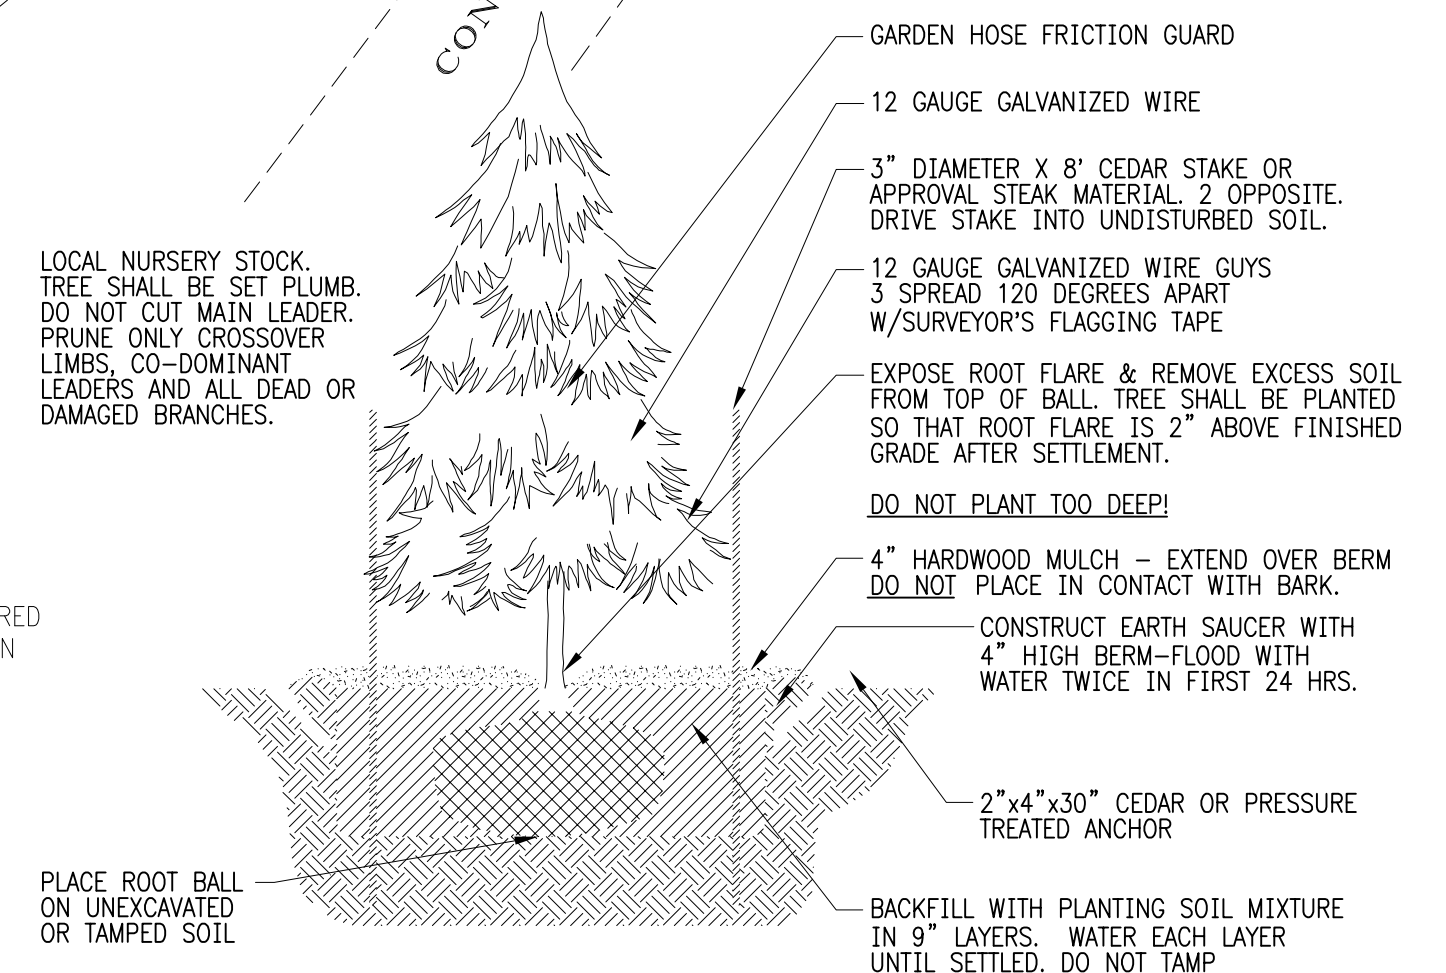 CON
GARDEN HOSE FRICTION GUARD
12 GAUGE GALVANIZED WIRE
3" DIAMETER X 8' CEDAR STAKE OR
APPROVAL STEAK MATERIAL. 2 OPPOSITE.
DRIVE STAKE INTO UNDISTURBED SOIL.
12 GAUGE GALVANIZED WIRE GUYS
3 SPREAD 120 DEGREES APART
W/SURVEYOR'S FLAGGING TAPE
EXPOSE ROOT FLARE & REMOVE EXCESS SOIL
FROM TOP OF BALL. TREE SHALL BE PLANTED
SO THAT ROOT FLARE IS 2" ABOVE FINISHED
GRADE AFTER SETTLEMENT.
DO NOT PLANT TOO DEEP!
4" HARDWOOD MULCH – EXTEND OVER BERM
DO NOT PLACE IN CONTACT WITH BARK.
CONSTRUCT EARTH SAUCER WITH
4" HIGH BERM–FLOOD WITH
WATER TWICE IN FIRST 24 HRS.
2"x4"x30" CEDAR OR PRESSURE
TREATED ANCHOR
BACKFILL WITH PLANTING SOIL MIXTURE
IN 9" LAYERS. WATER EACH LAYER
UNTIL SETTLED. DO NOT TAMP
LOCAL NURSERY STOCK.
TREE SHALL BE SET PLUMB.
DO NOT CUT MAIN LEADER.
PRUNE ONLY CROSSOVER
LIMBS, CO–DOMINANT
LEADERS AND ALL DEAD OR
DAMAGED BRANCHES.
RED
N
PLACE ROOT BALL
ON UNEXCAVATED
OR TAMPED SOIL